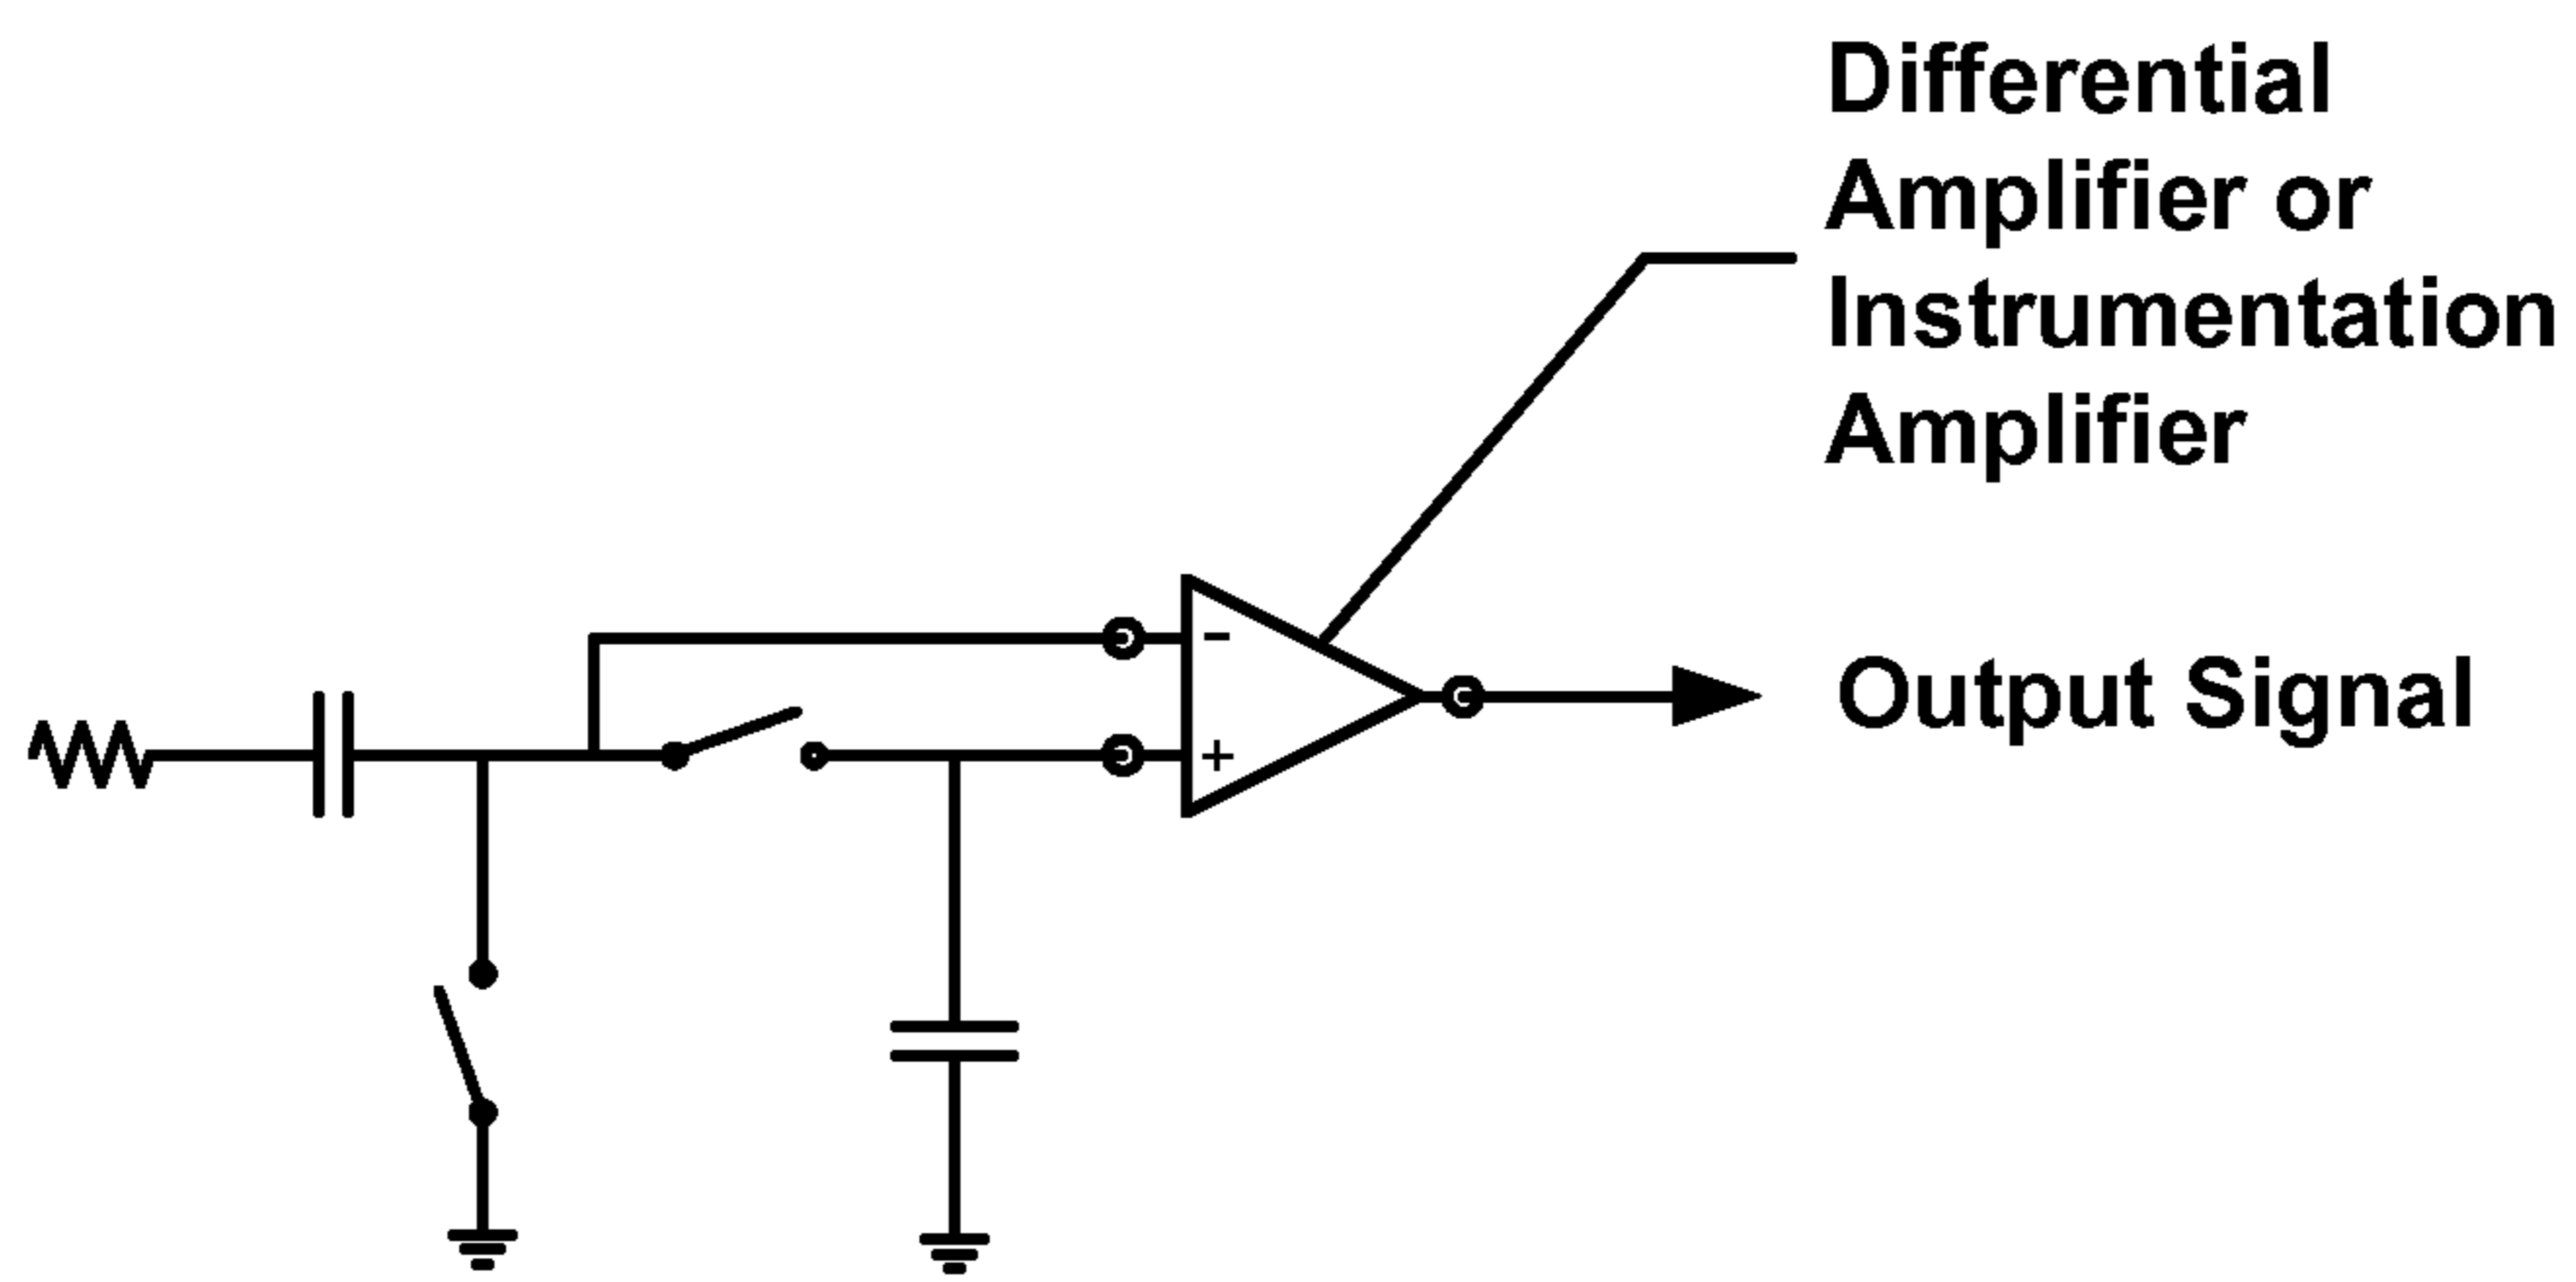 Differential
Amplifier or
Instrumentation
Amplifier
-
+
Output Signal